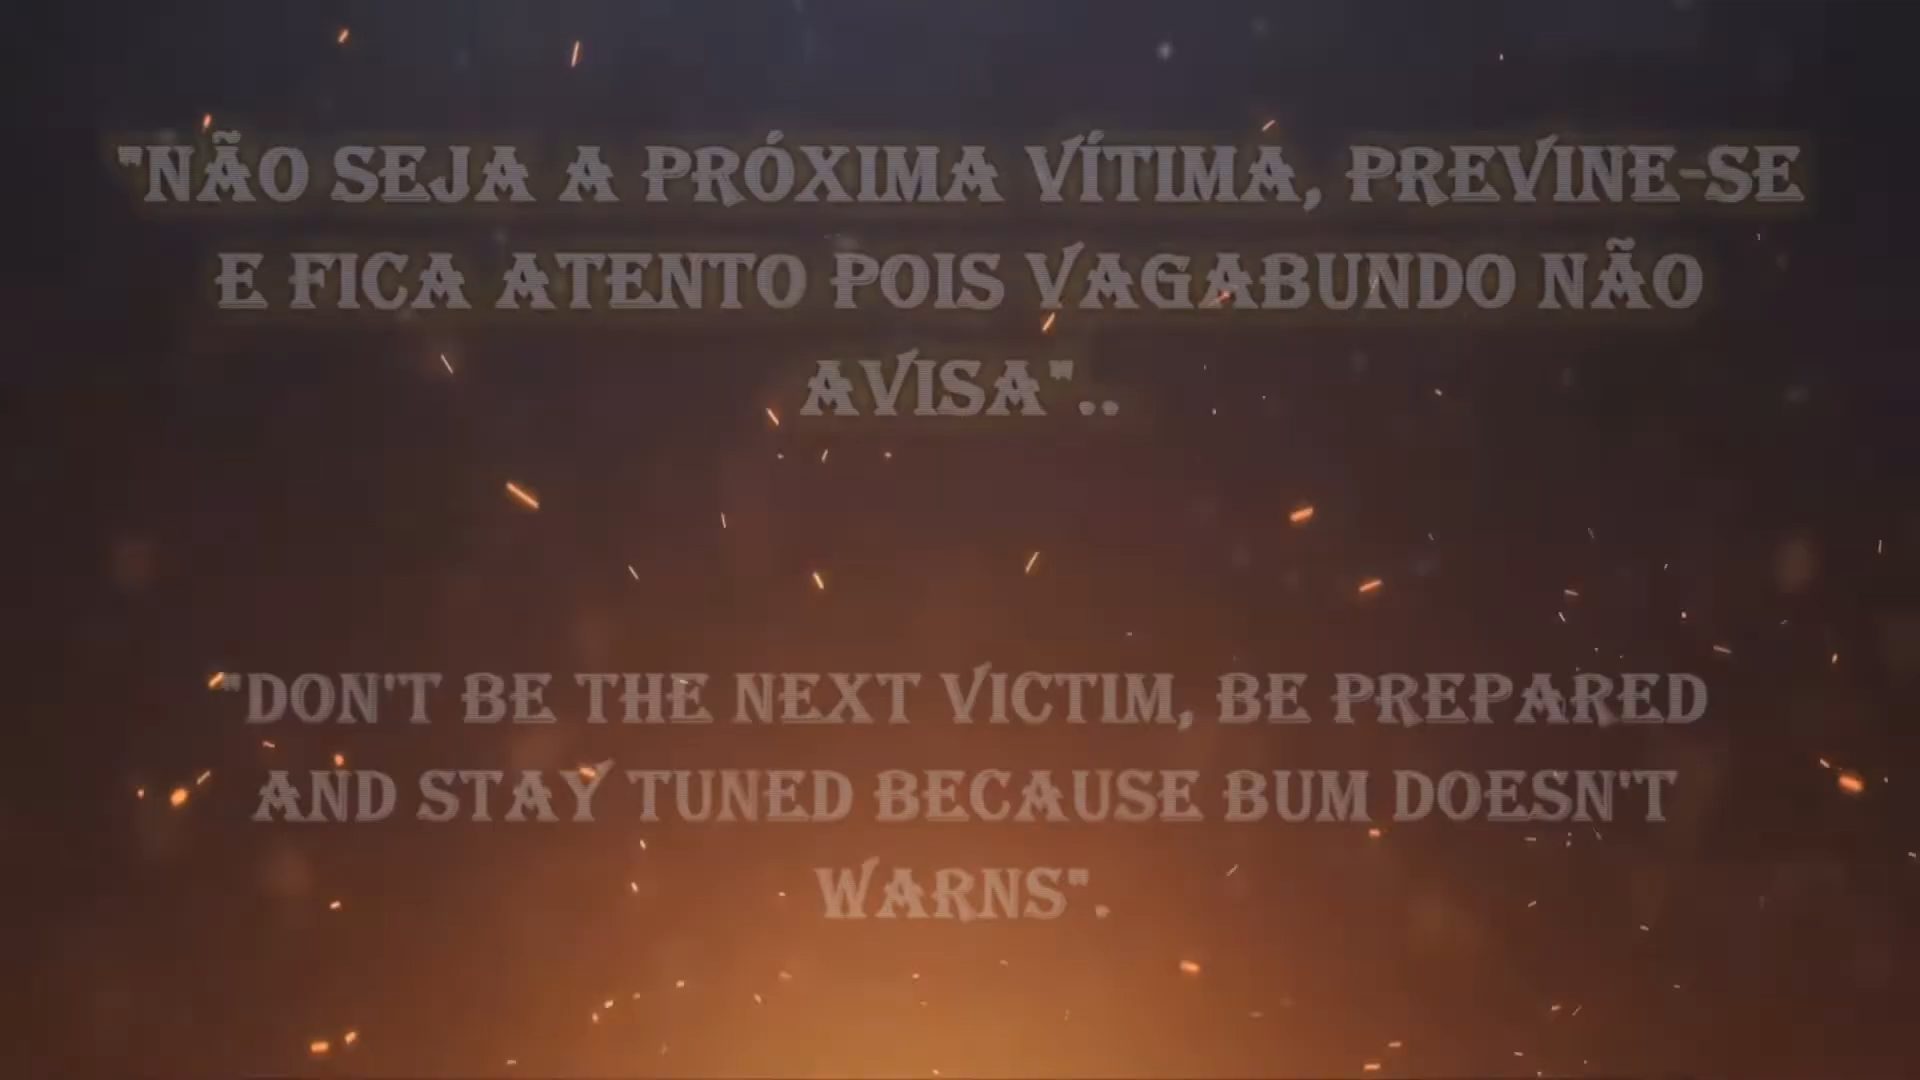 "NÃO SEJA A PRÓXIMA VÍTIMA, PREVINE-SE
E FICA ATENTO POIS VAGABUNDO NÃO
AVISA"..
"DON'T BE THE NEXT VICTIM, BE PREPARED
AND STAY TUNED BECAUSE BUM DOESN'T
WARNS".